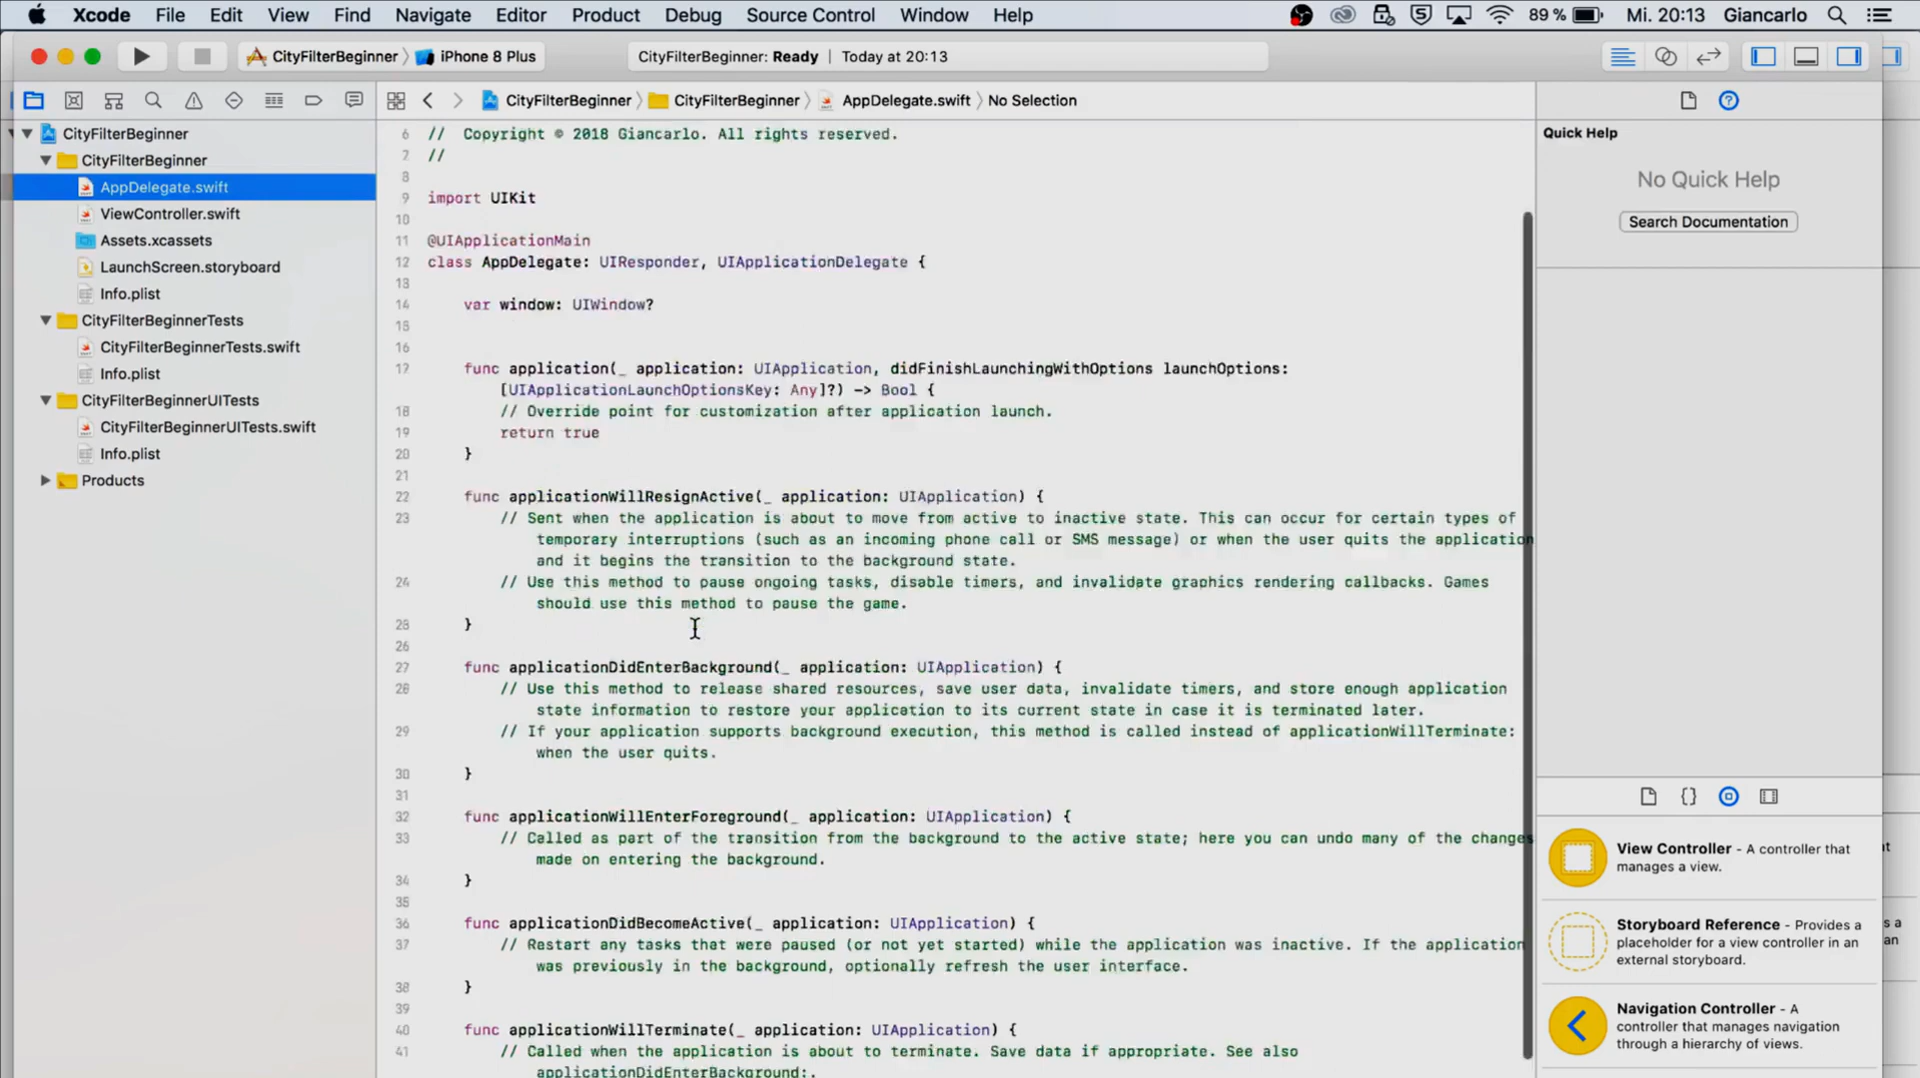 Xcode File Edit View Find Navigate Editor Product Debug Source Control Window Help 89 % Mi. 20:13 Giancarlo
CityFilterBeginner iPhone 8 Plus CityFilterBeginner: Ready Today at 20:13
CityFilterBeginner CityFilterBeginner AppDelegate.swift No Selection
CityFilterBeginner
CityFilterBeginner
AppDelegate.swift
ViewController.swift
Assets.xcassets
LaunchScreen.storyboard
Info.plist
CityFilterBeginnerTests
CityFilterBeginnerTests.swift
Info.plist
CityFilterBeginnerUITests
CityFilterBeginnerUITests.swift
Info.plist
Products
6 // Copyright © 2018 Giancarlo. All rights reserved.
7 //
8
9 import UIKit
10
11 @UIApplicationMain
12 class AppDelegate: UIResponder, UIApplicationDelegate {
13
14 var window: UIWindow?
15
16
17 func application(_ application: UIApplication, didFinishLaunchingWithOptions launchOptions:
[UIApplicationLaunchOptionsKey: Any]?) -> Bool {
18 // Override point for customization after application launch.
19 return true
20 }
21
22 func applicationWillResignActive(_ application: UIApplication) {
23 // Sent when the application is about to move from active to inactive state. This can occur for certain types of
temporary interruptions (such as an incoming phone call or SMS message) or when the user quits the application
and it begins the transition to the background state.
24 // Use this method to pause ongoing tasks, disable timers, and invalidate graphics rendering callbacks. Games
should use this method to pause the game.
25 }
26
27 func applicationDidEnterBackground(_ application: UIApplication) {
28 // Use this method to release shared resources, save user data, invalidate timers, and store enough application
state information to restore your application to its current state in case it is terminated later.
29 // If your application supports background execution, this method is called instead of applicationWillTerminate:
when the user quits.
30 }
31
32 func applicationWillEnterForeground(_ application: UIApplication) {
33 // Called as part of the transition from the background to the active state; here you can undo many of the changes
made on entering the background.
34 }
35
36 func applicationDidBecomeActive(_ application: UIApplication) {
37 // Restart any tasks that were paused (or not yet started) while the application was inactive. If the application
was previously in the background, optionally refresh the user interface.
38 }
39
40 func applicationWillTerminate(_ application: UIApplication) {
41 // Called when the application is about to terminate. Save data if appropriate. See also
applicationDidEnterBackground:.
Quick Help
No Quick Help
Search Documentation
View Controller - A controller that
manages a view.
Storyboard Reference - Provides a
placeholder for a view controller in an
external storyboard.
Navigation Controller - A
controller that manages navigation
through a hierarchy of views.